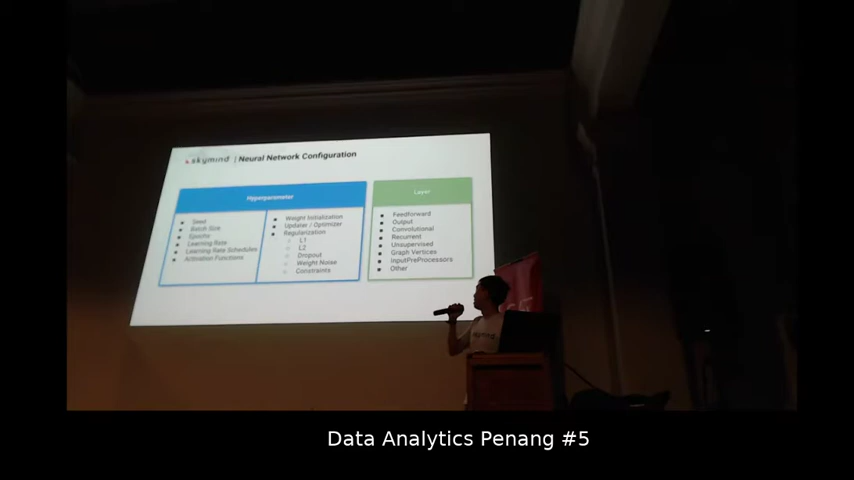 skymind | Neural Network Configuration
Hyperparameter
Layer
Seed
Batch Size
Epochs
Learning Rate
Learning Rate Schedules
Activation Functions
Weight Initialization
Updater / Optimizer
Regularization
L1
L2
Dropout
Weight Noise
Constraints
Feedforward
Output
Convolutional
Recurrent
Unsupervised
Graph Vertices
InputPreProcessors
Other
skymind
Data Analytics Penang #5